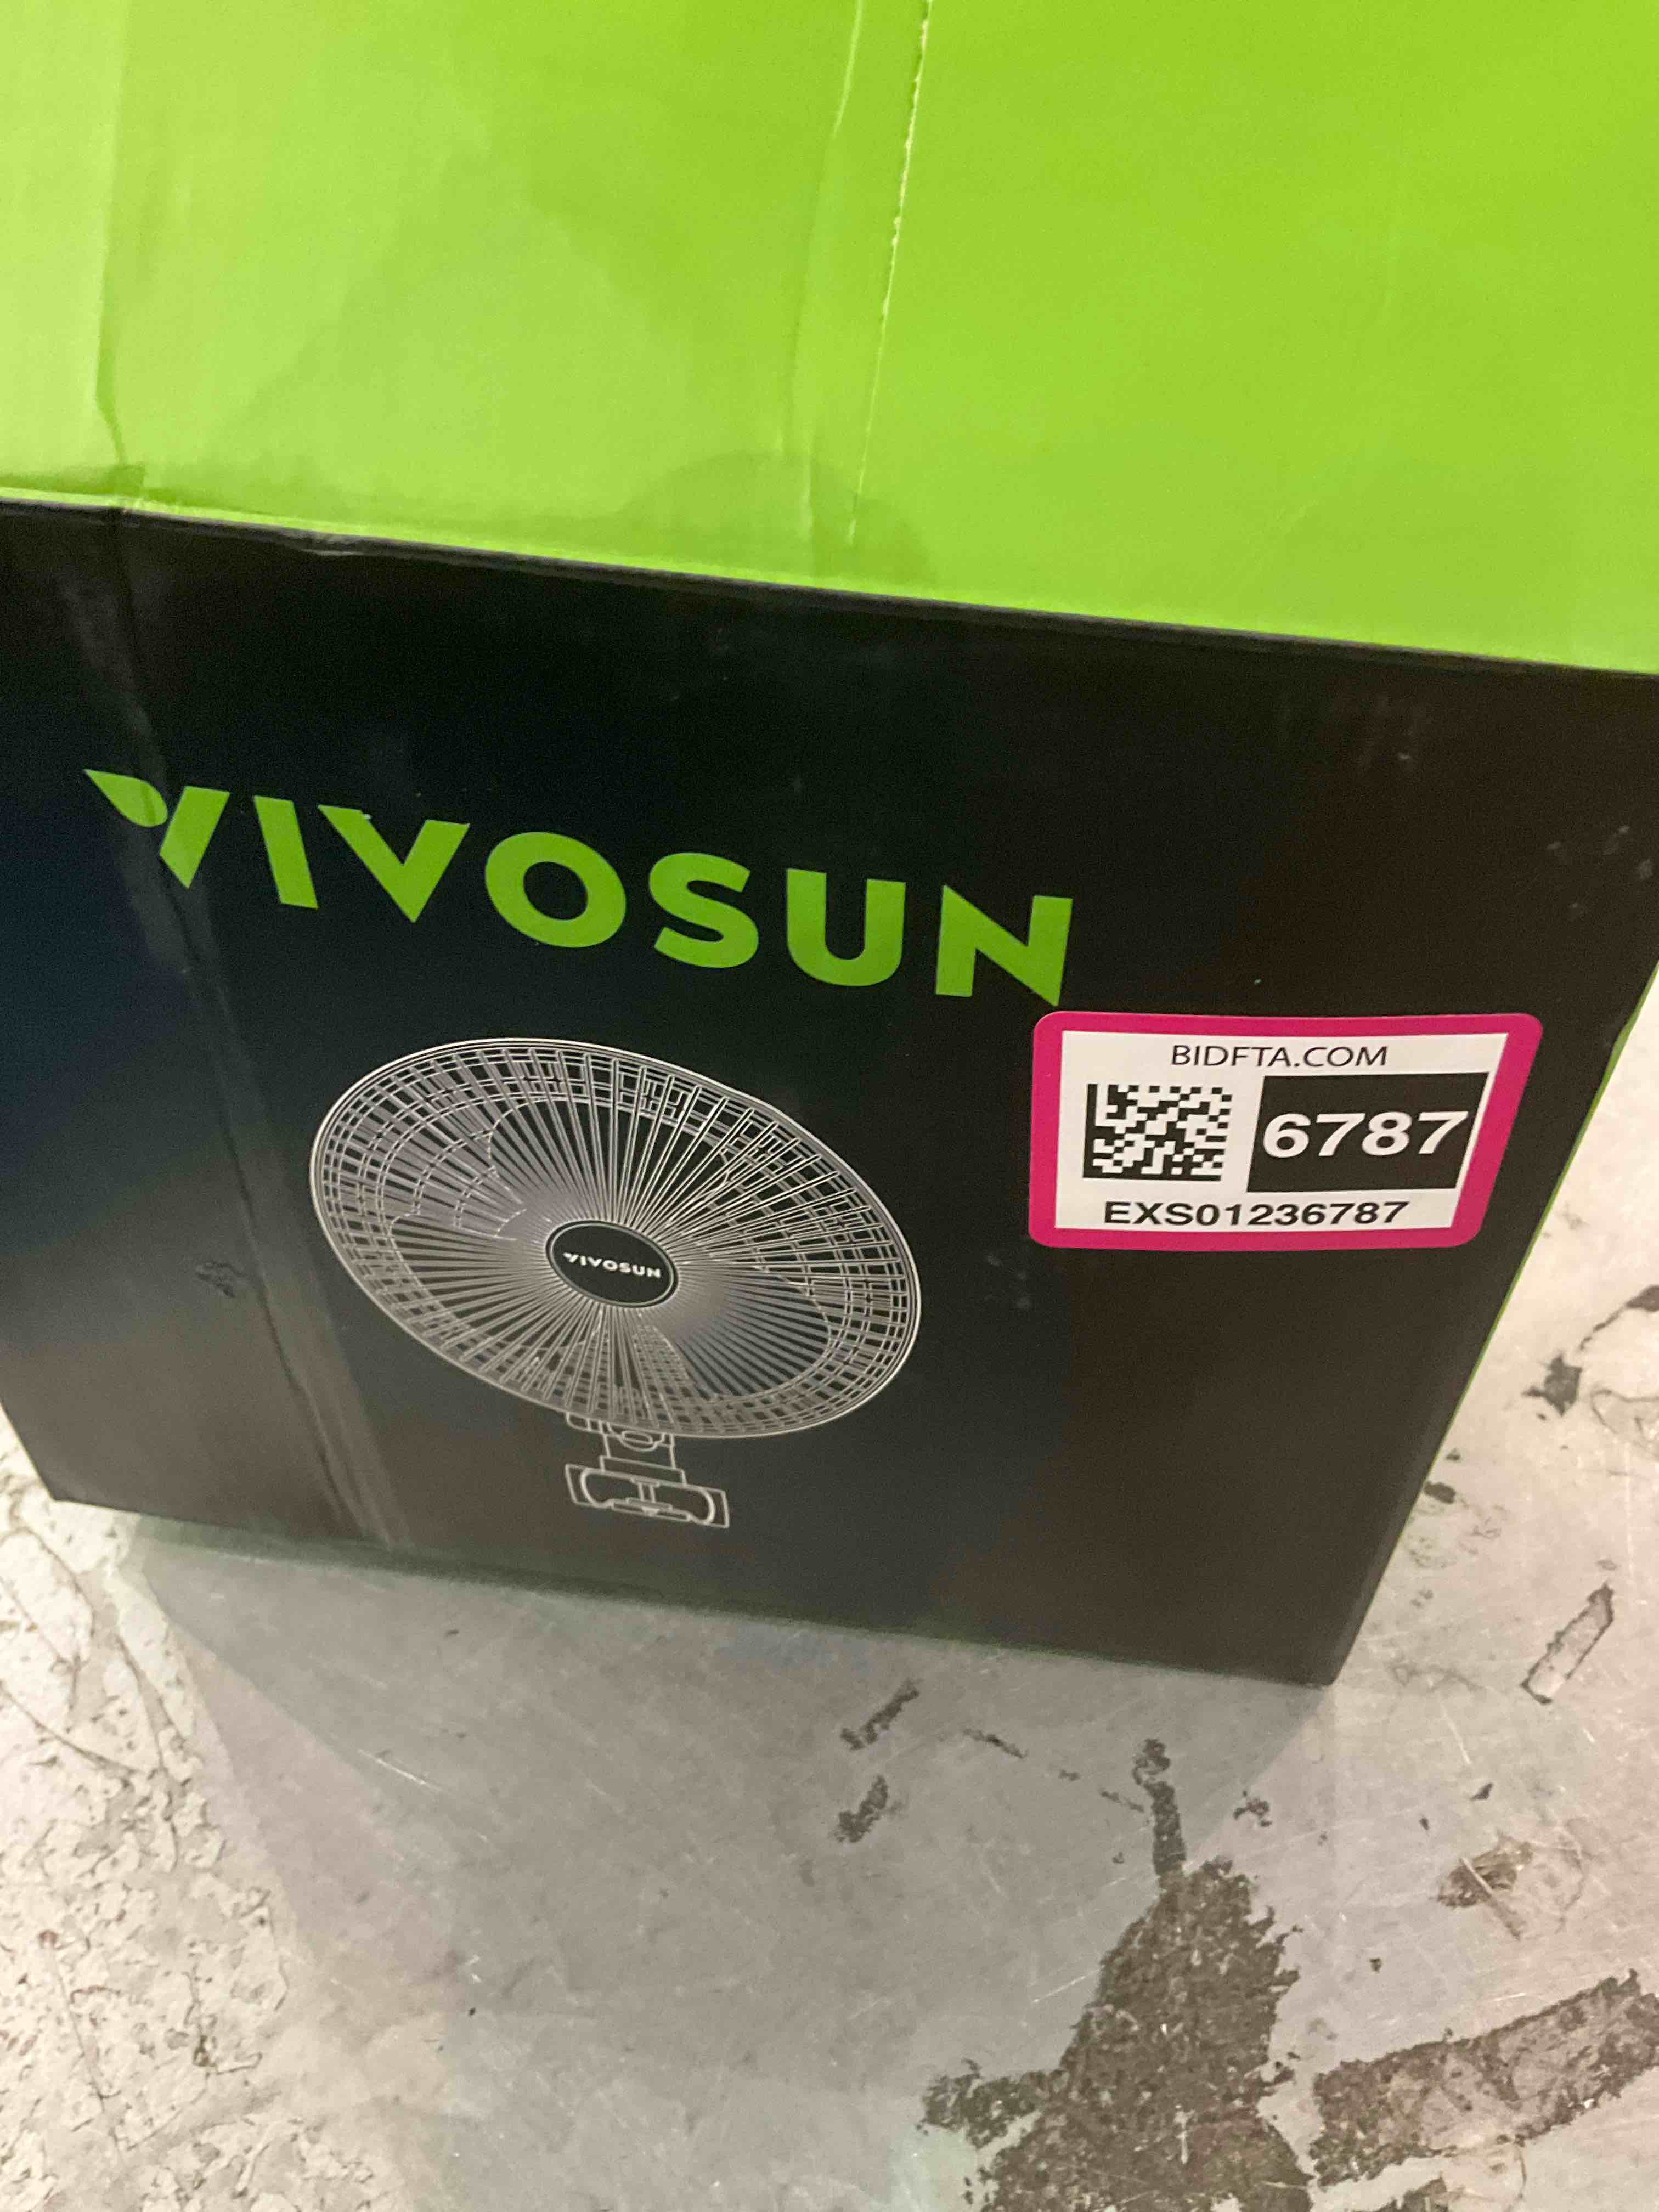 VIVOSUN
VIVOSUN
BIDFTA.COM
6787
EXS01236787